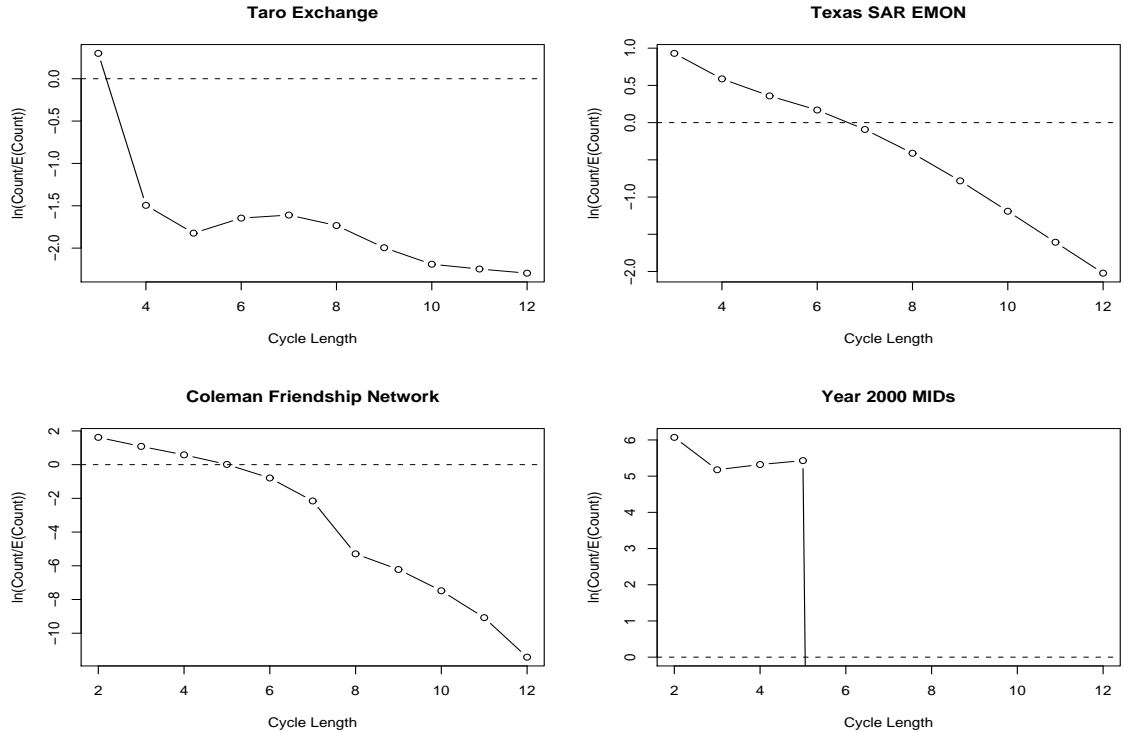 Taro Exchange
ln(Count/E(Count))
0.0
−0.5
−1.0
−1.5
−2.0
4 6 8 10 12
Cycle Length
Texas SAR EMON
ln(Count/E(Count))
1.0
0.5
0.0
−1.0
−2.0
4 6 8 10 12
Cycle Length
Coleman Friendship Network
ln(Count/E(Count))
2
0
−2
−4
−6
−8
−10
2 4 6 8 10 12
Cycle Length
Year 2000 MIDs
ln(Count/E(Count))
6
5
4
3
2
1
0
2 4 6 8 10 12
Cycle Length